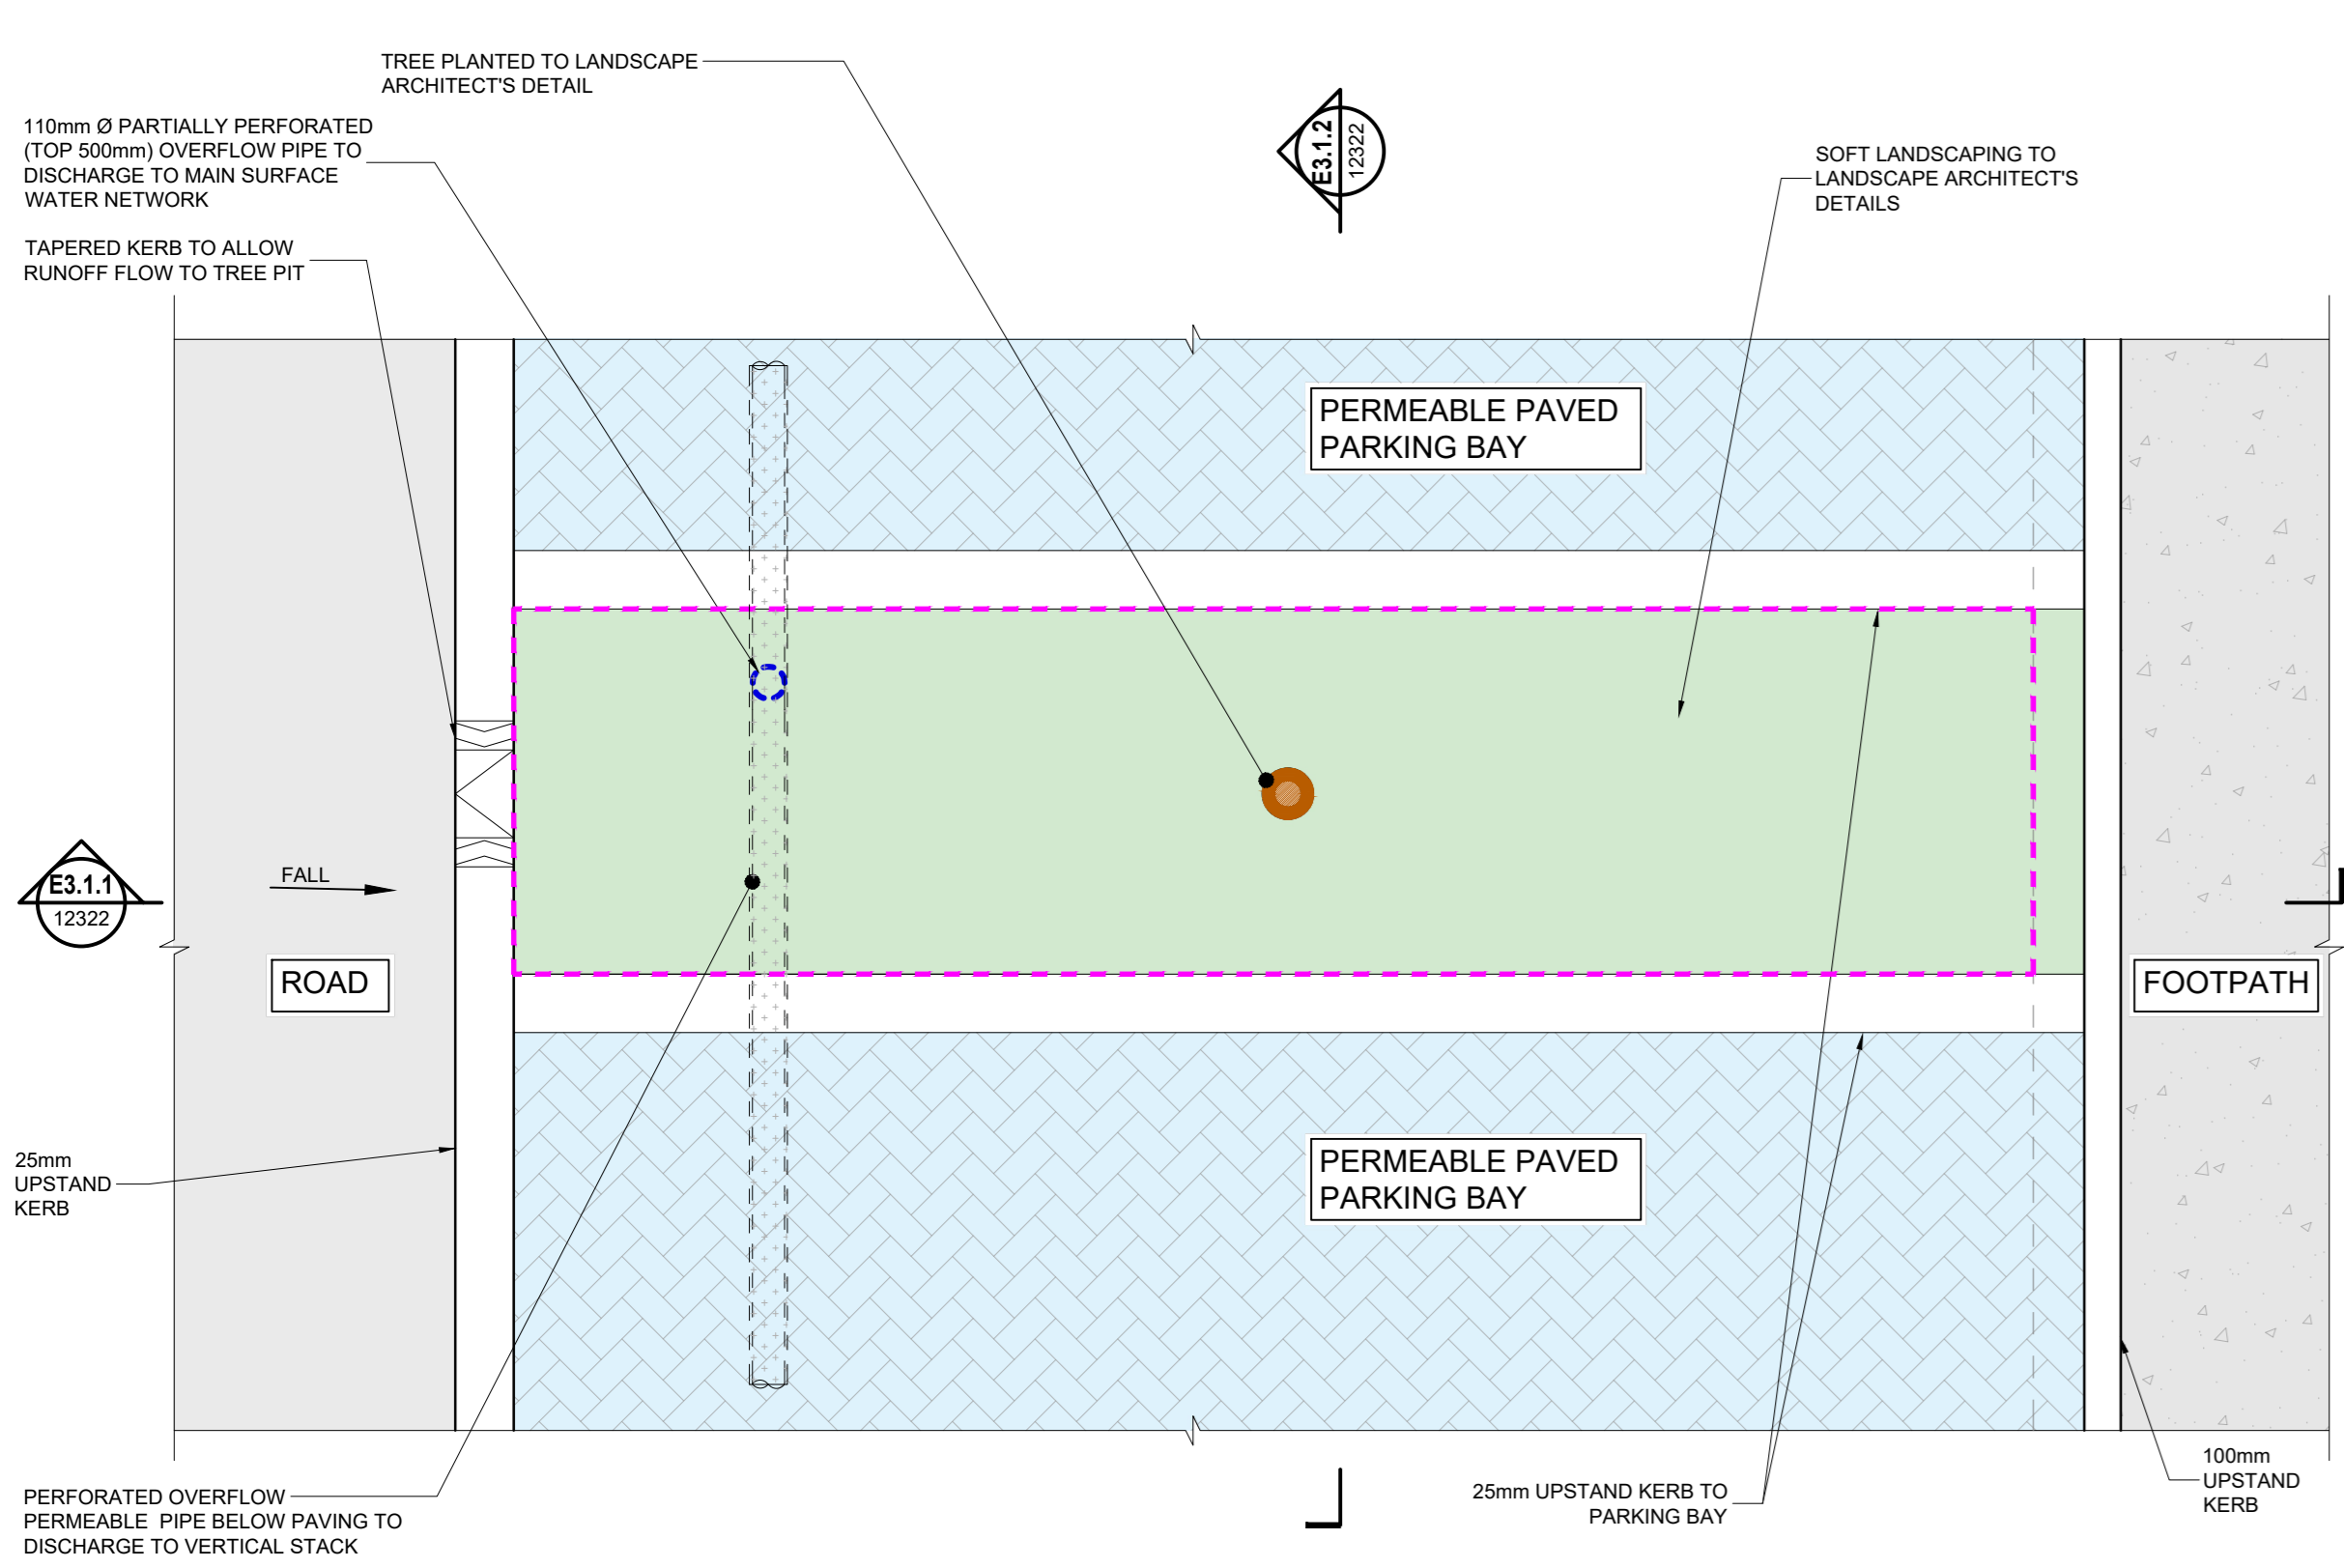 TREE PLANTED TO LANDSCAPE
ARCHITECT'S DETAIL
110mm Ø PARTIALLY PERFORATED
(TOP 500mm) OVERFLOW PIPE TO
DISCHARGE TO MAIN SURFACE
WATER NETWORK
E3.1.2
12322
SOFT LANDSCAPING TO
LANDSCAPE ARCHITECT'S
DETAILS
TAPERED KERB TO ALLOW
RUNOFF FLOW TO TREE PIT
PERMEABLE PAVED
PARKING BAY
E3.1.1
12322
FALL
ROAD
FOOTPATH
25mm
UPSTAND
KERB
PERMEABLE PAVED
PARKING BAY
PERFORATED OVERFLOW
PERMEABLE PIPE BELOW PAVING TO
DISCHARGE TO VERTICAL STACK
25mm UPSTAND KERB TO
PARKING BAY
100mm
UPSTAND
KERB